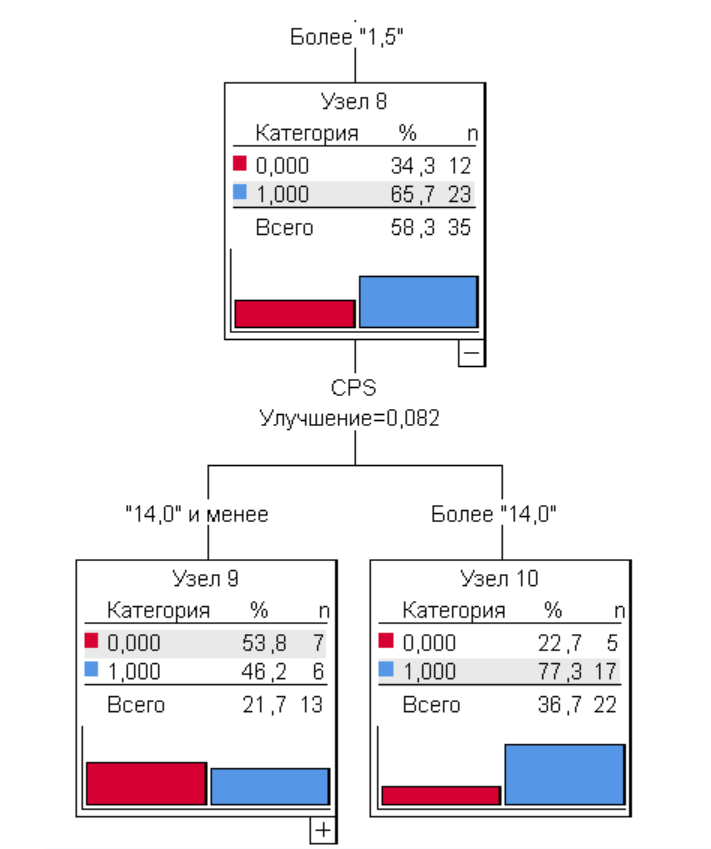 Более "1,5"
Узел 8
Категория % n
0,000 34,3 12
1,000 65,7 23
Всего 58,3 35
CPS
Улучшение=0,082
"14,0" и менее
Более "14,0"
Узел 9
Категория % n
0,000 53,8 7
1,000 46,2 6
Всего 21,7 13
Узел 10
Категория % n
0,000 22,7 5
1,000 77,3 17
Всего 36,7 22